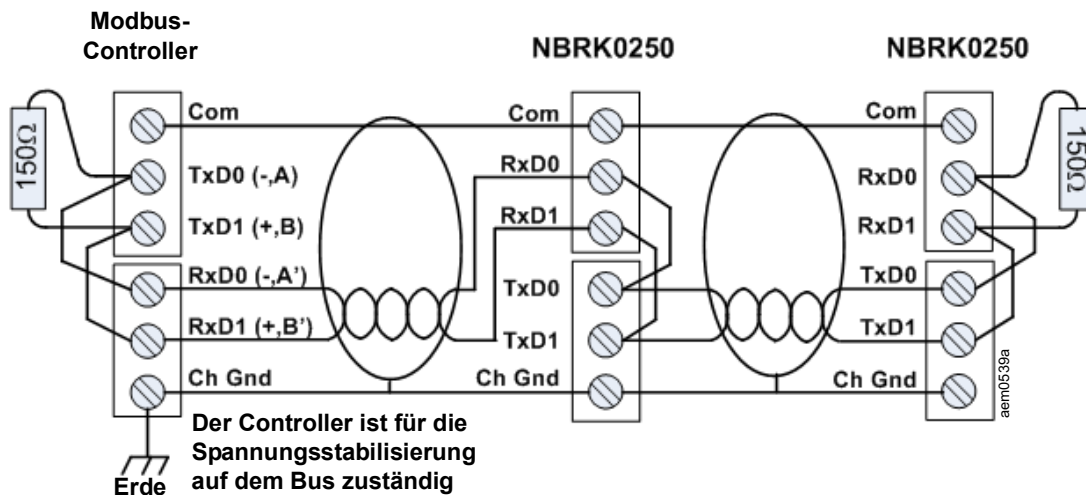 Modbus-
Controller
NBRK0250
NBRK0250
150Ω
Com
TxD0 (-,A)
TxD1 (+,B)
RxD0 (-,A')
RxD1 (+,B')
Ch Gnd
Erde
Der Controller ist für die
Spannungsstabilisierung
auf dem Bus zuständig
Com
RxD0
RxD1
TxD0
TxD1
Ch Gnd
Com
RxD0
RxD1
TxD0
TxD1
Ch Gnd
150Ω
aem0539a